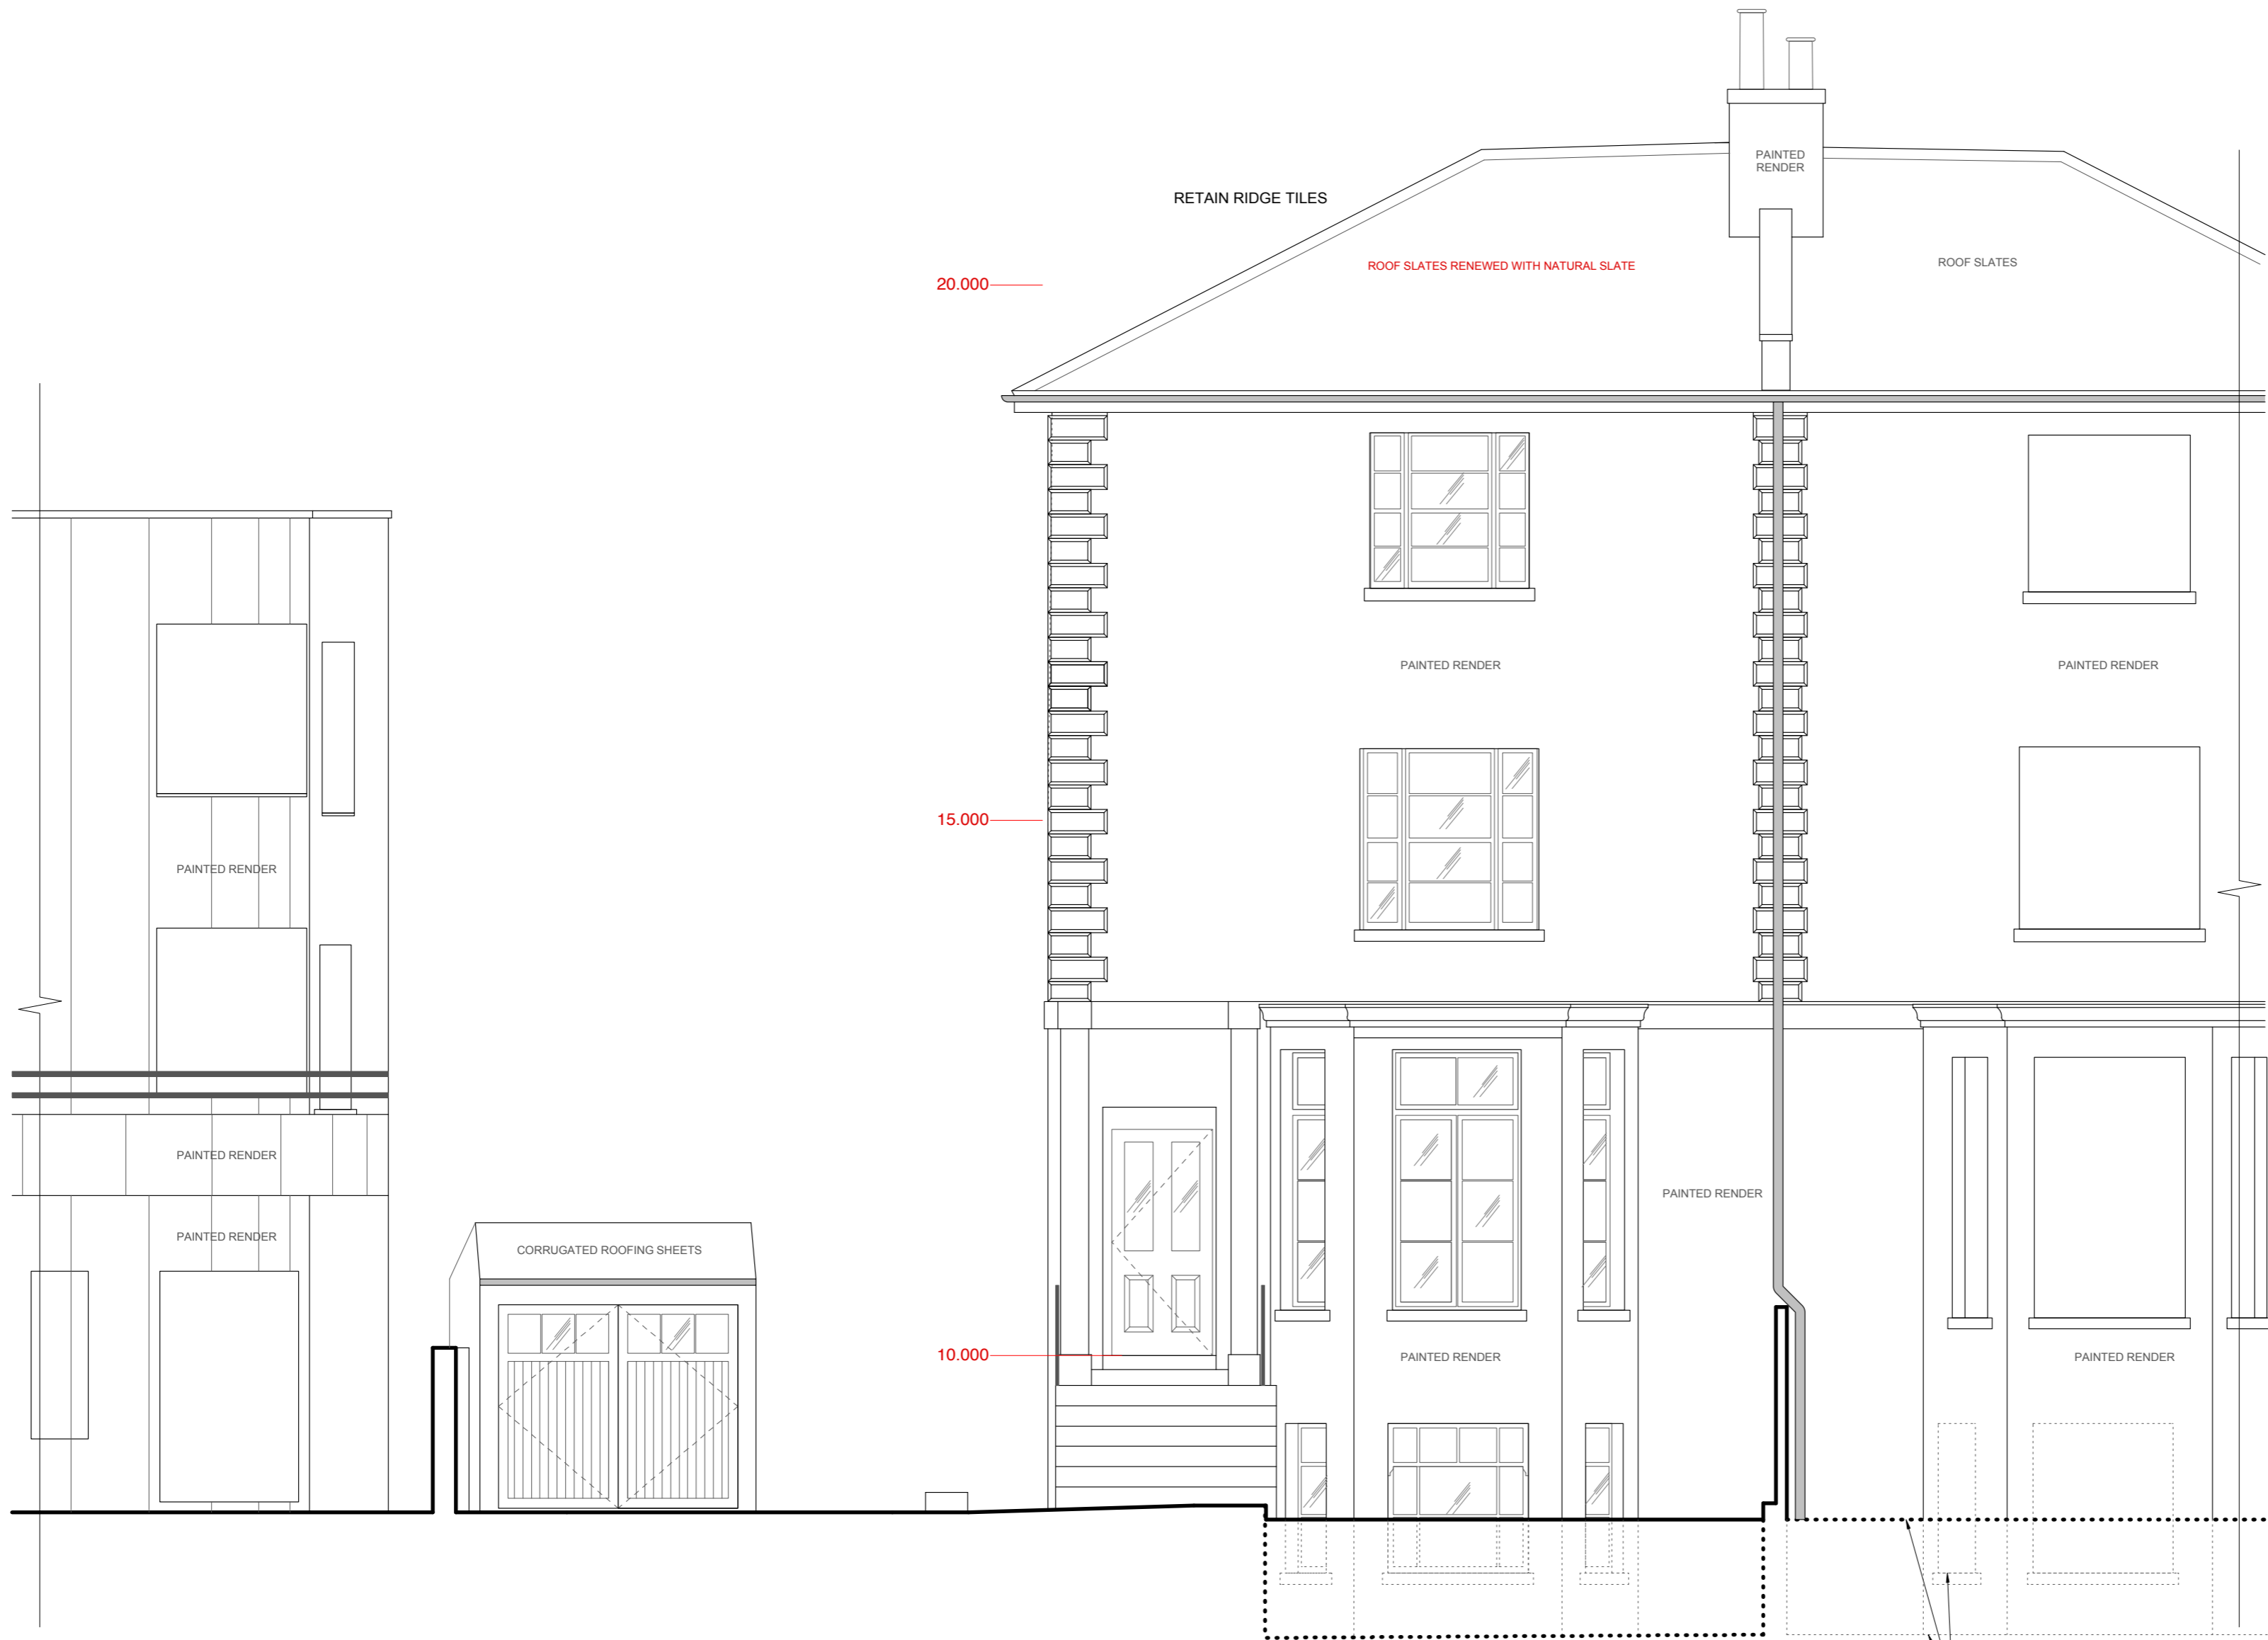 PAINTED
RENDER
RETAIN RIDGE TILES
ROOF SLATES RENEWED WITH NATURAL SLATE
ROOF SLATES
20.000
PAINTED RENDER
PAINTED RENDER
15.000
PAINTED RENDER
PAINTED RENDER
PAINTED RENDER
PAINTED RENDER
CORRUGATED ROOFING SHEETS
10.000
PAINTED RENDER
PAINTED RENDER